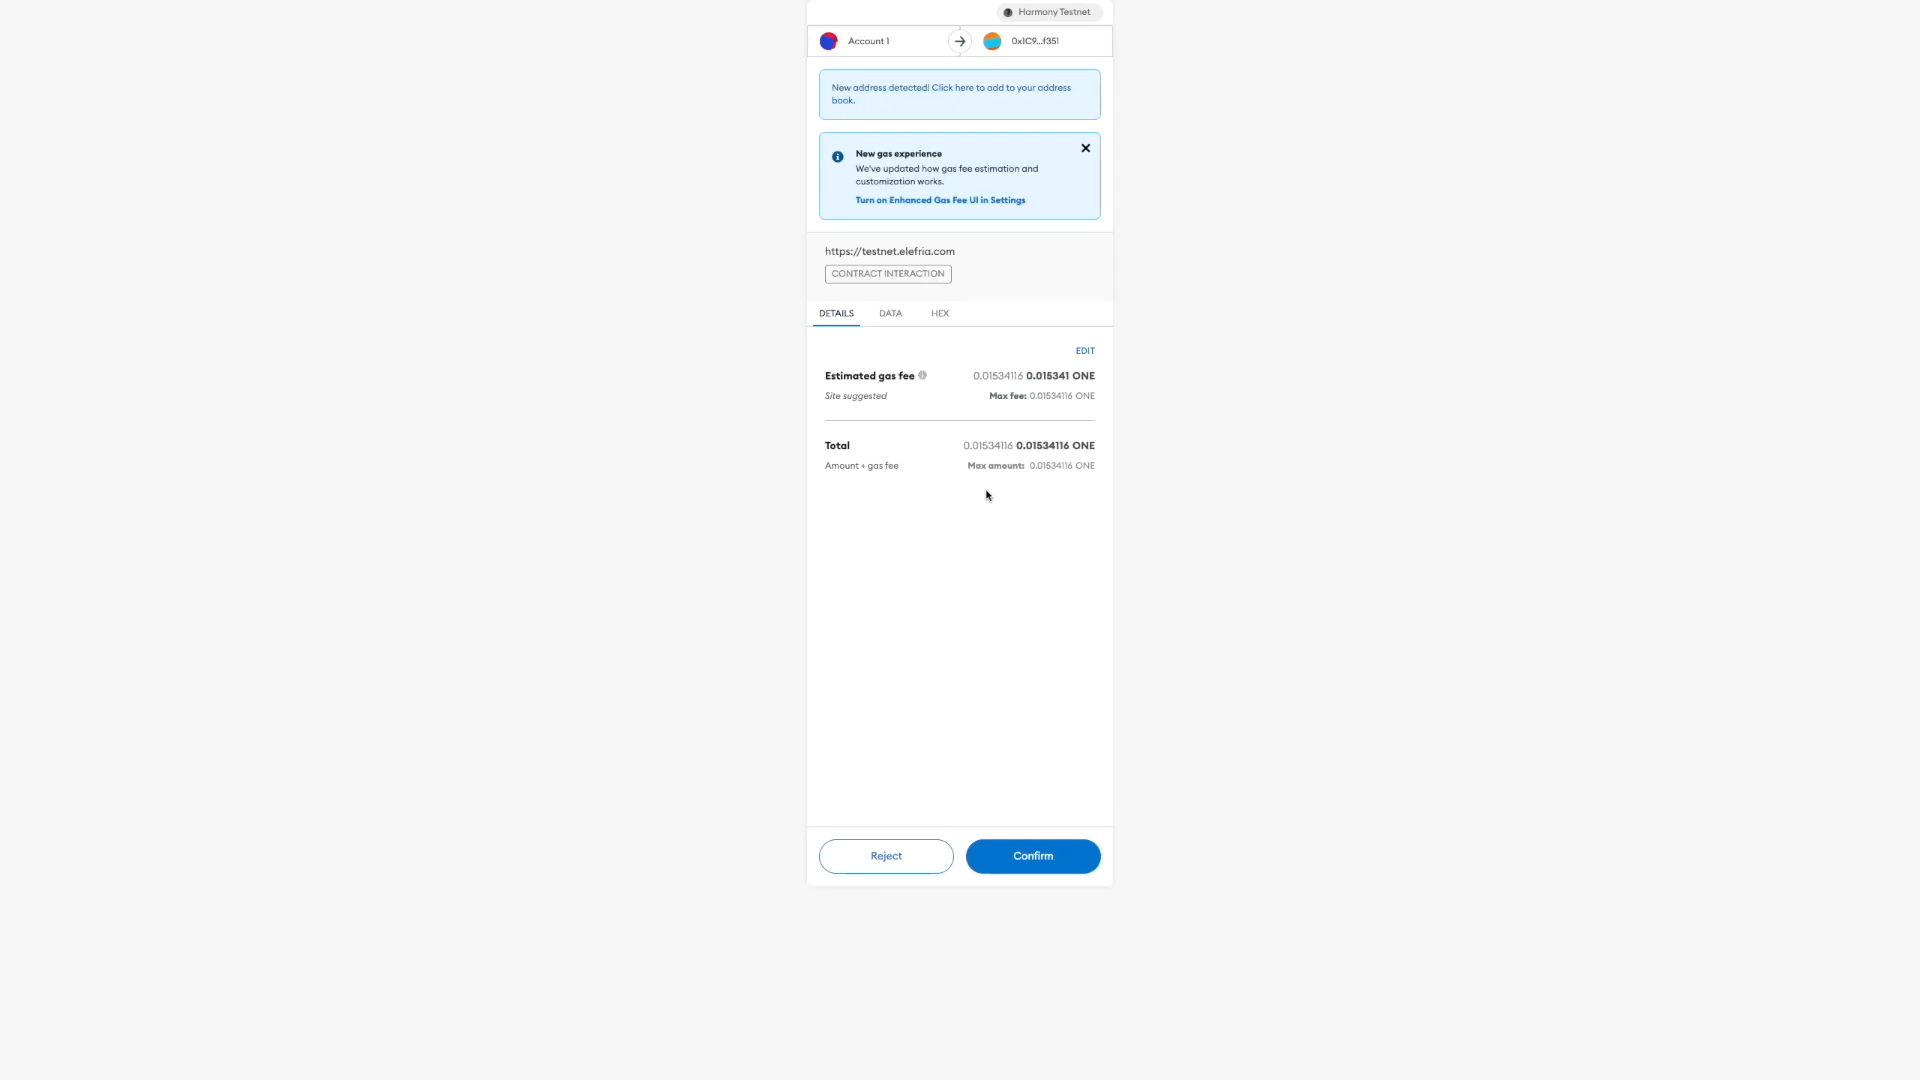 Harmony Testnet
Account 1
0x1C9...f351
New address detected! Click here to add to your address
book.
New gas experience
We've updated how gas fee estimation and
customization works.
Turn on Enhanced Gas Fee UI in Settings
https://testnet.elefria.com
CONTRACT INTERACTION
DETAILS DATA HEX
EDIT
Estimated gas fee 0.01534116 0.015341 ONE
Site suggested Max fee: 0.01534116 ONE
Total 0.01534116 0.01534116 ONE
Amount + gas fee Max amount: 0.01534116 ONE
Reject Confirm